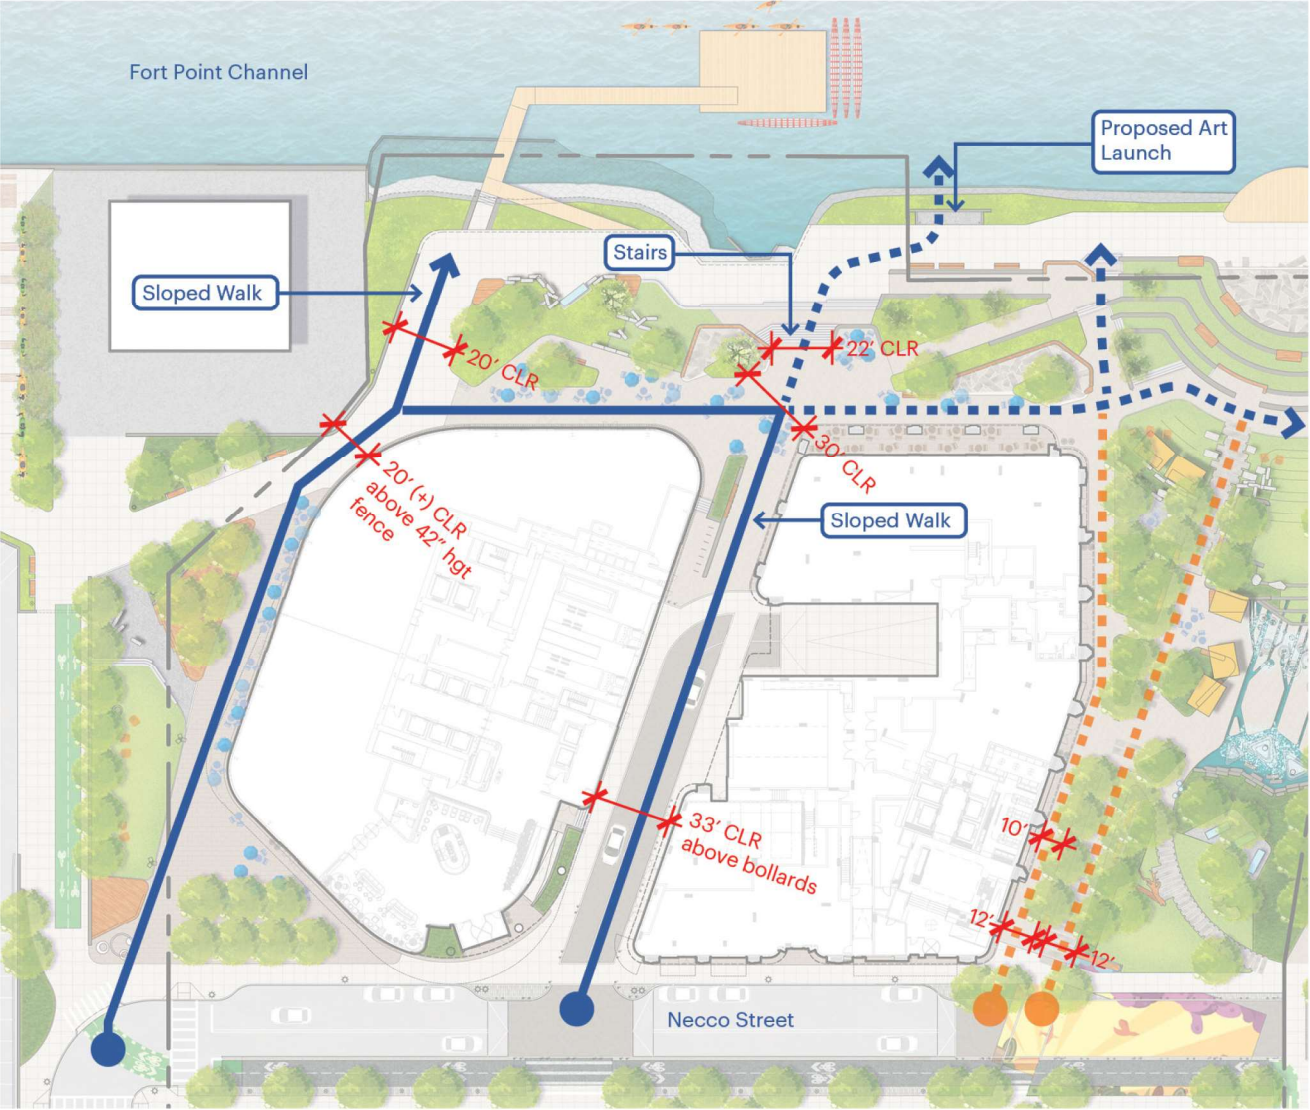 Fort Point Channel
Proposed Art
Launch
Stairs
Sloped Walk
20' CLR
22' CLR
30' CLR
20' (+) CLR
above 42" hgt
fence
Sloped Walk
33' CLR
above bollards
10'
12'
12'
Necco Street